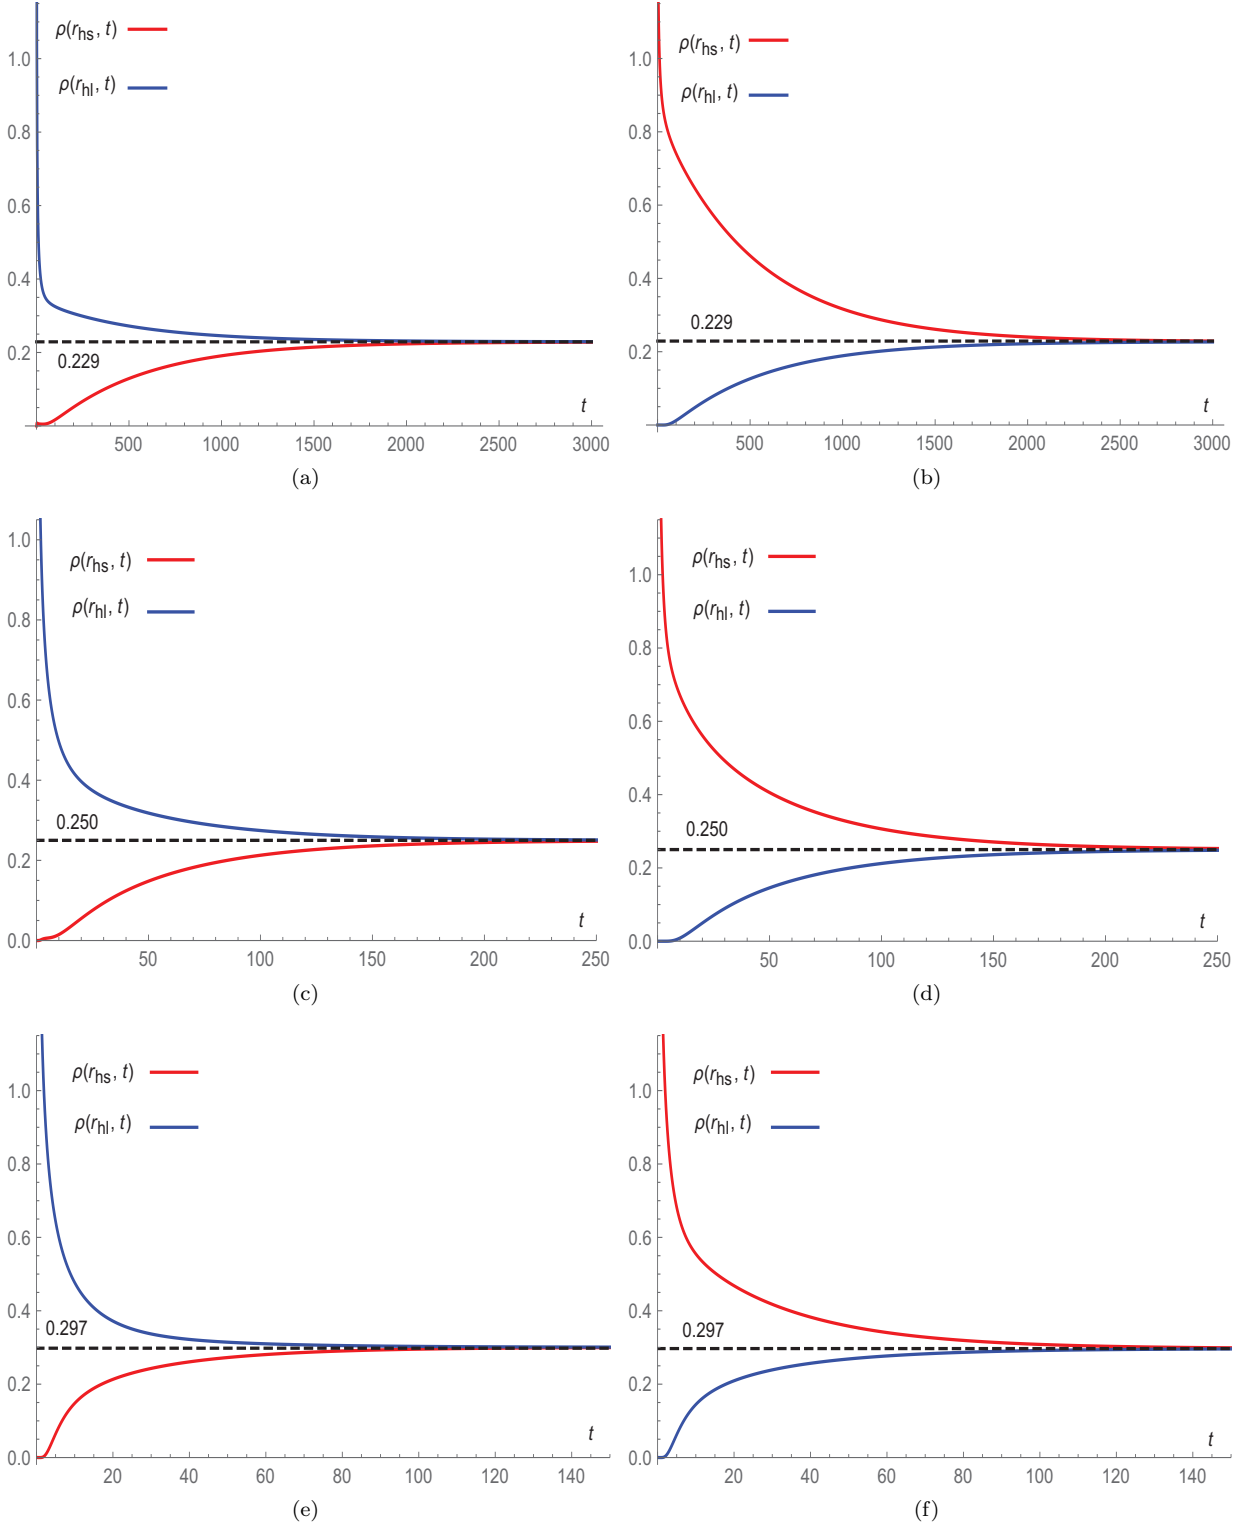 ρ(r_hs, t)
ρ(r_hl, t)
1.0
0.8
0.6
0.4
0.2
0.229
t
500 1000 1500 2000 2500 3000
(a)
ρ(r_hs, t)
ρ(r_hl, t)
1.0
0.8
0.6
0.4
0.2
0.229
t
500 1000 1500 2000 2500 3000
(b)
ρ(r_hs, t)
ρ(r_hl, t)
1.0
0.8
0.6
0.4
0.2
0.0
0.250
t
50 100 150 200 250
(c)
ρ(r_hs, t)
ρ(r_hl, t)
1.0
0.8
0.6
0.4
0.2
0.0
0.250
t
50 100 150 200 250
(d)
ρ(r_hs, t)
ρ(r_hl, t)
1.0
0.8
0.6
0.4
0.2
0.0
0.297
t
20 40 60 80 100 120 140
(e)
ρ(r_hs, t)
ρ(r_hl, t)
1.0
0.8
0.6
0.4
0.2
0.0
0.297
t
20 40 60 80 100 120 140
(f)